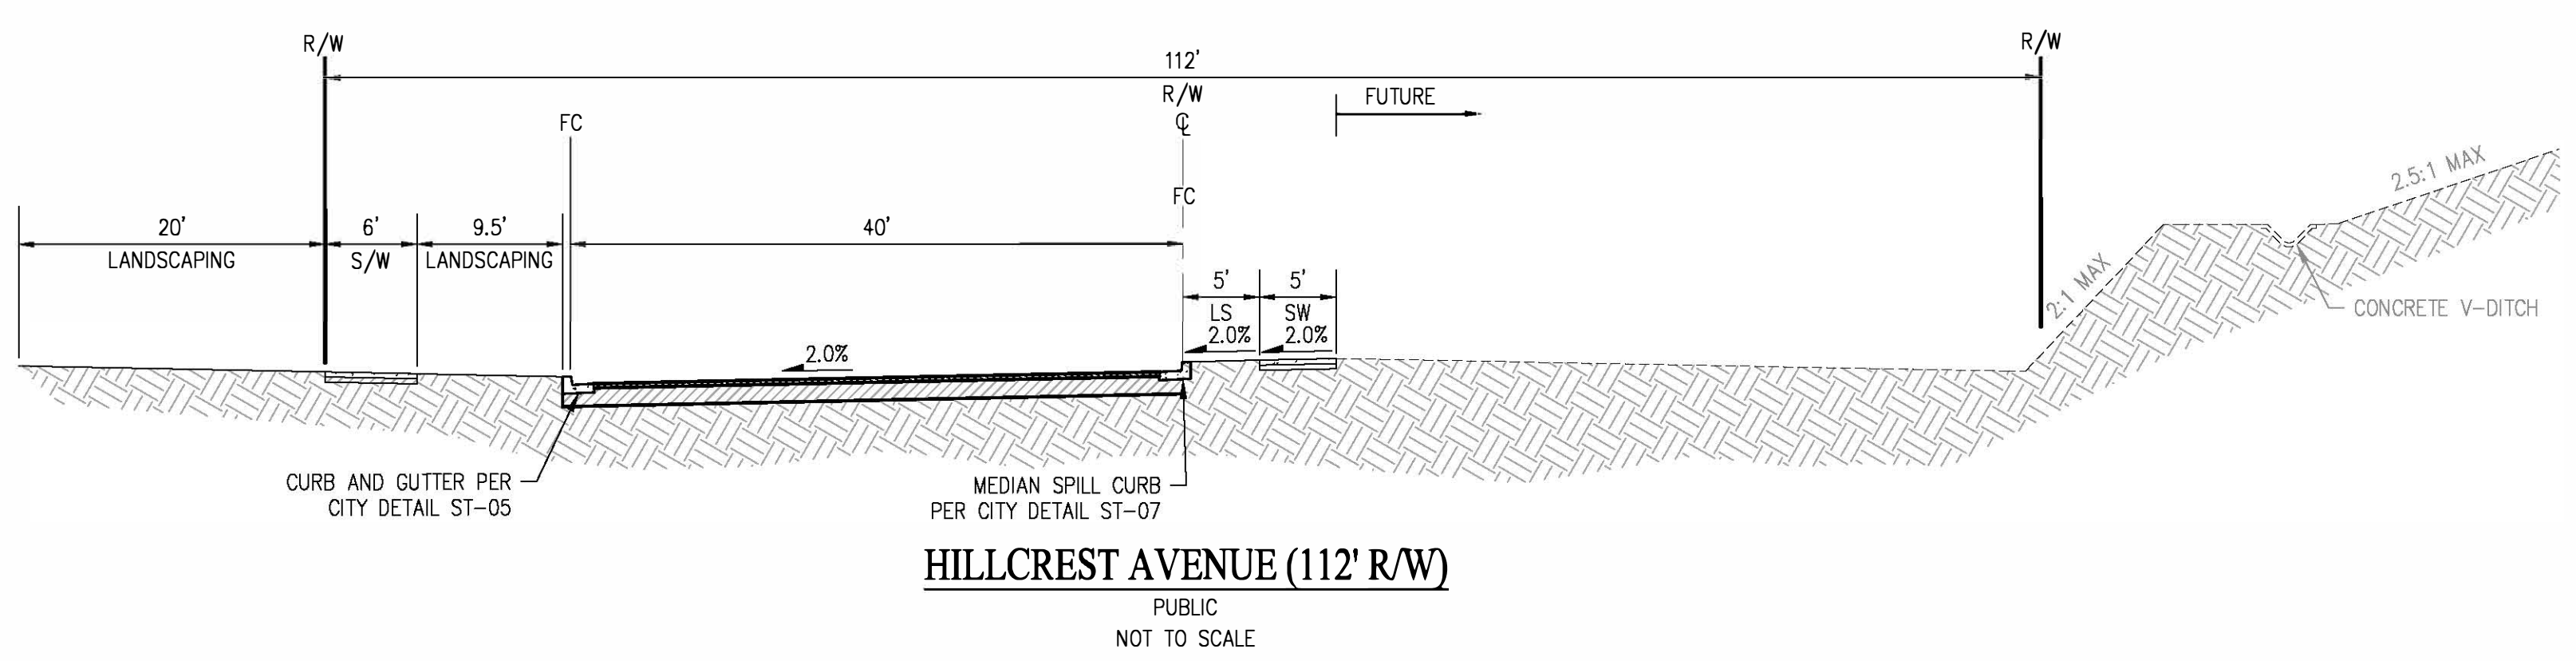 R/W
112'
R/W
R/W
℄
FUTURE
FC
FC
20'
LANDSCAPING
6'
S/W
9.5'
LANDSCAPING
40'
5'
LS
2.0%
5'
SW
2.0%
2.0%
2:1 MAX
2.5:1 MAX
CONCRETE V-DITCH
CURB AND GUTTER PER
CITY DETAIL ST-05
MEDIAN SPILL CURB
PER CITY DETAIL ST-07
HILLCREST AVENUE (112' R/W)
PUBLIC
NOT TO SCALE